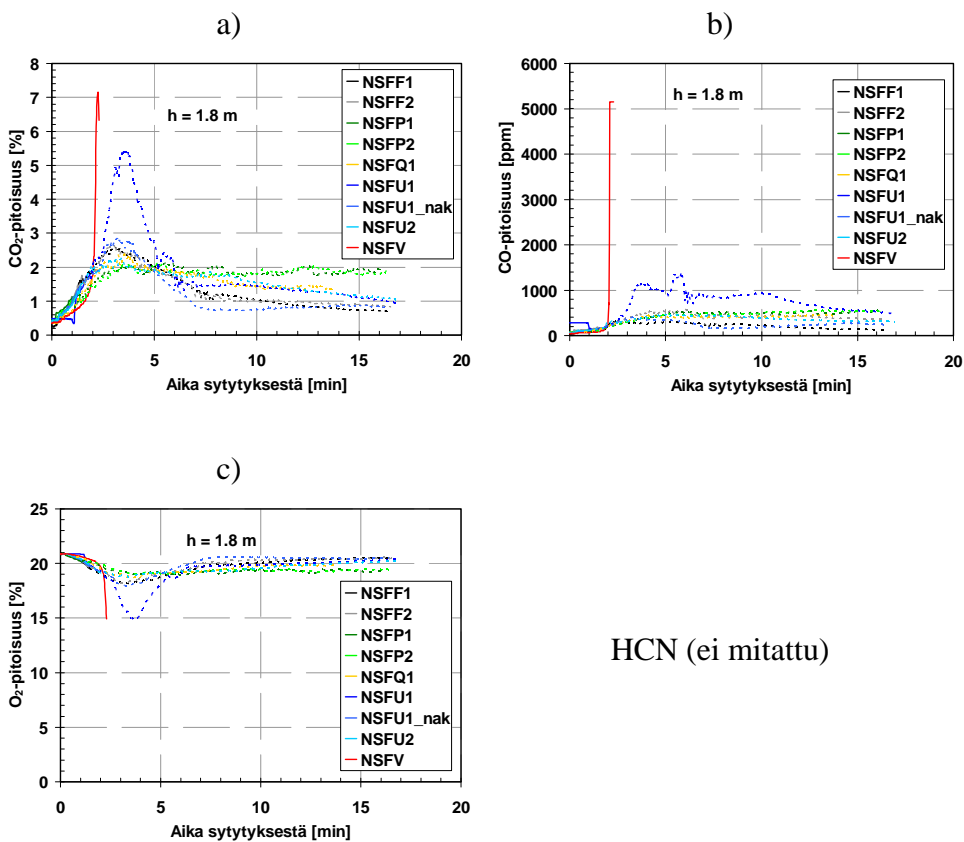 a)
8
7
6
5
4
3
2
1
0
CO₂-pitoisuus [%]
h = 1.8 m
NSFF1
NSFF2
NSFP1
NSFP2
NSFQ1
NSFU1
NSFU1_nak
NSFU2
NSFV
0 5 10 15 20
Aika sytytyksestä [min]
b)
6000
5000
4000
3000
2000
1000
0
CO-pitoisuus [ppm]
h = 1.8 m
NSFF1
NSFF2
NSFP1
NSFP2
NSFQ1
NSFU1
NSFU1_nak
NSFU2
NSFV
0 5 10 15 20
Aika sytytyksestä [min]
c)
25
20
15
10
5
0
O₂-pitoisuus [%]
h = 1.8 m
NSFF1
NSFF2
NSFP1
NSFP2
NSFQ1
NSFU1
NSFU1_nak
NSFU2
NSFV
0 5 10 15 20
Aika sytytyksestä [min]
HCN (ei mitattu)